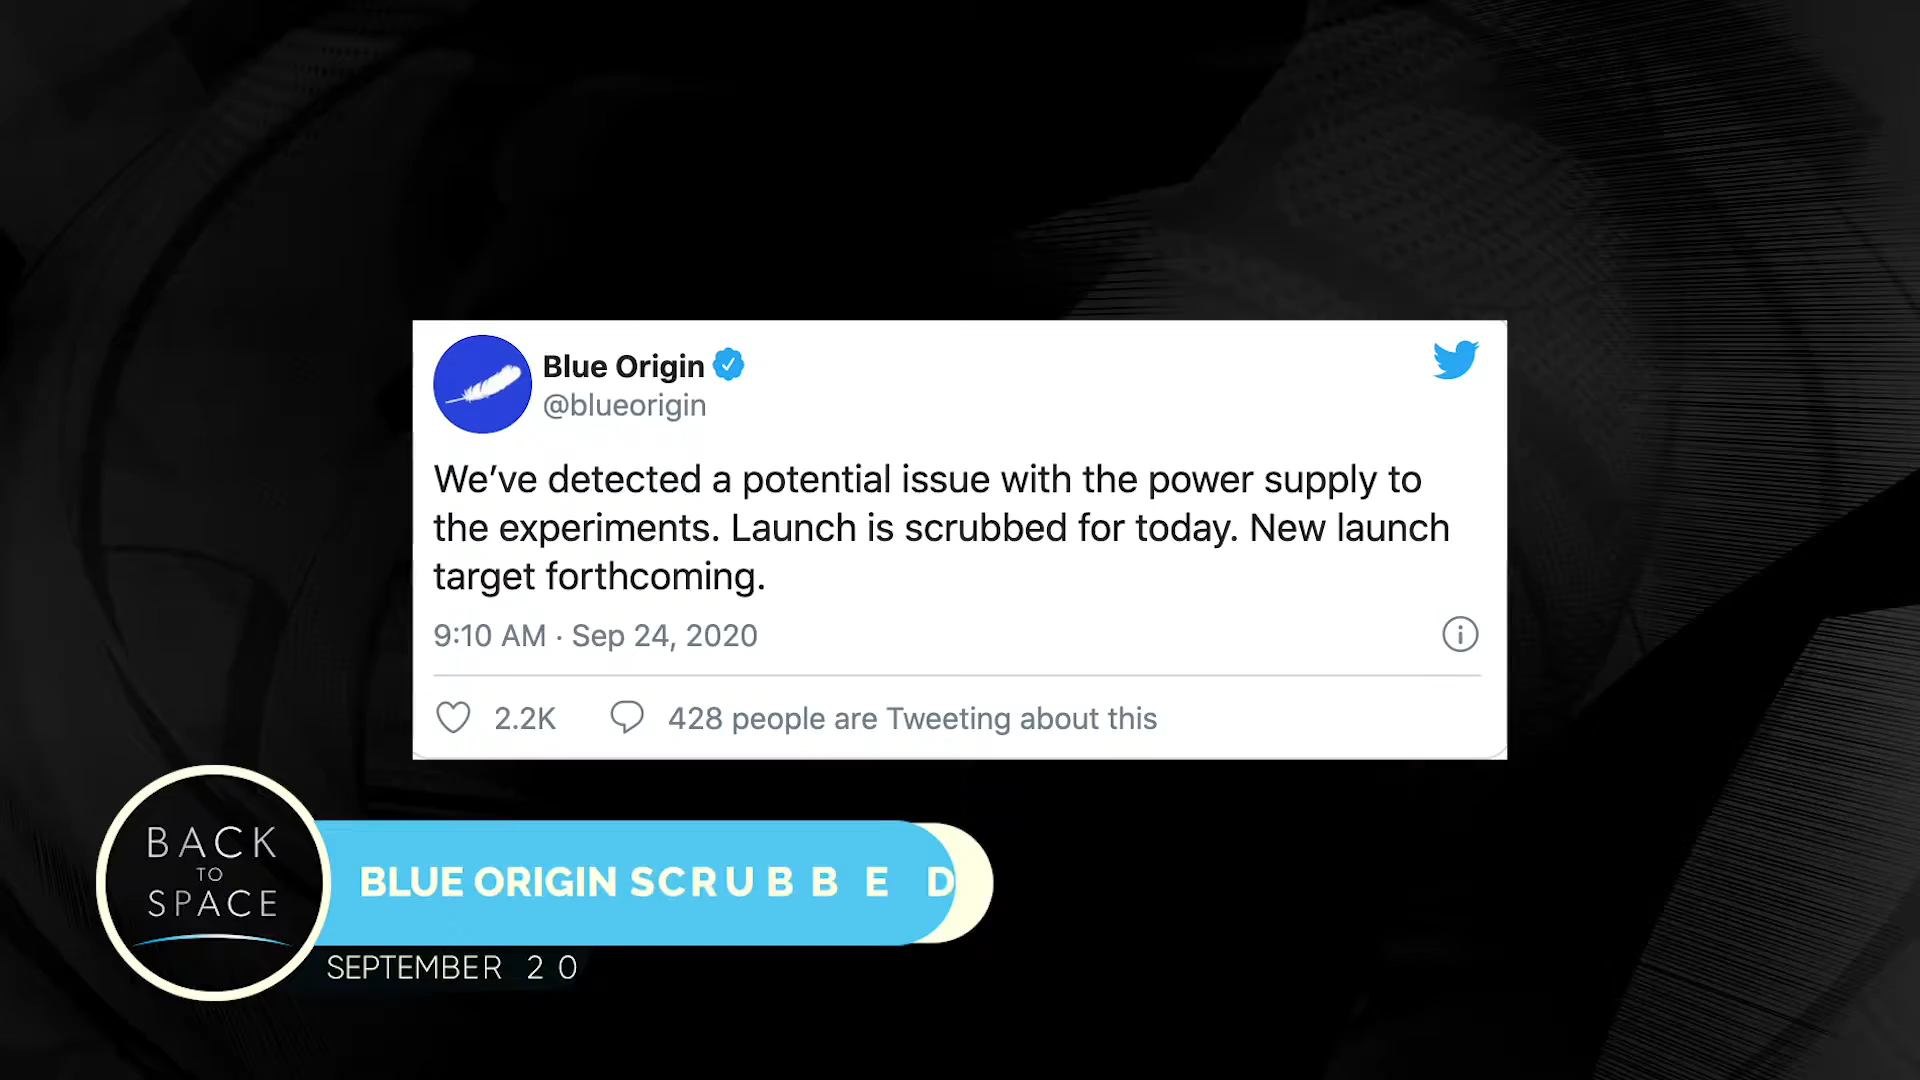 Blue Origin
@blueorigin
We’ve detected a potential issue with the power supply to
the experiments. Launch is scrubbed for today. New launch
target forthcoming.
9:10 AM · Sep 24, 2020
2.2K 428 people are Tweeting about this
BACK
TO
SPACE
BLUE ORIGIN SCRUBBED
SEPTEMBER 20